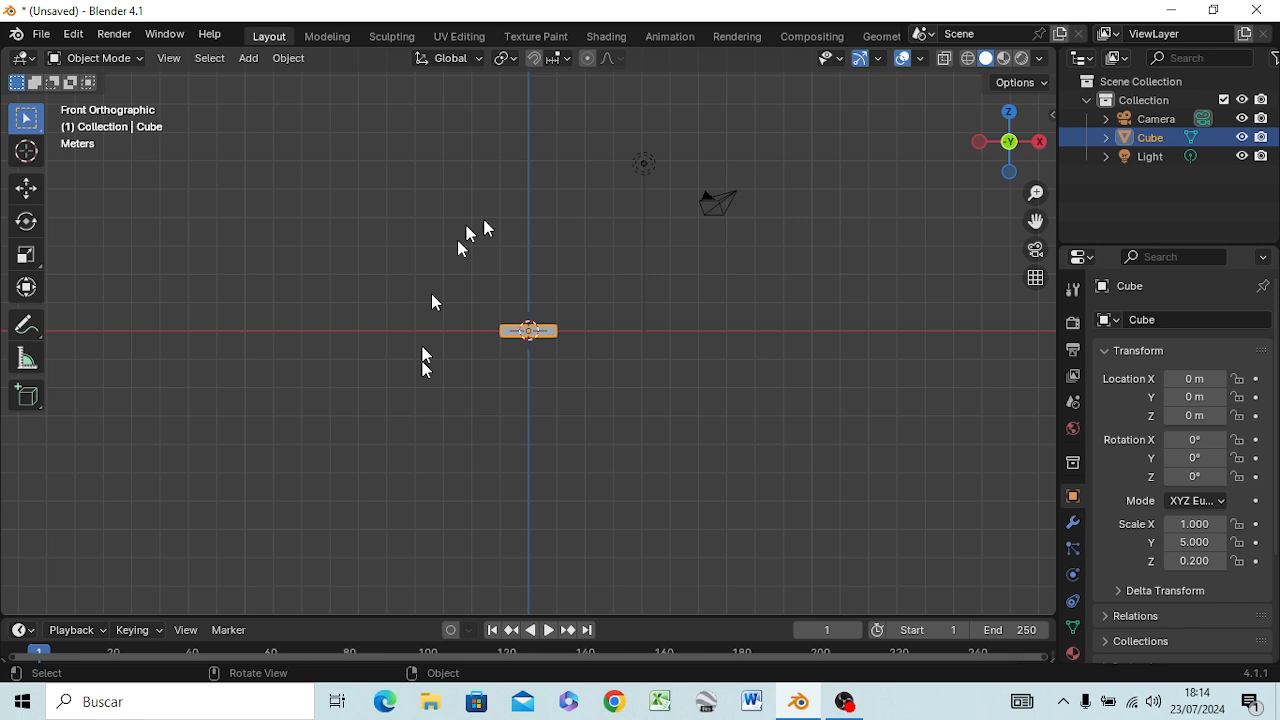 * (Unsaved) - Blender 4.1
File Edit Render Window Help Layout Modeling Sculpting UV Editing Texture Paint Shading Animation Rendering Compositing Geomet Scene ViewLayer
Object Mode View Select Add Object Global Search
Options
Front Orthographic
(1) Collection | Cube
Meters
Z
-Y
X
Scene Collection
Collection
Camera
Cube
Light
Search
Cube
Cube
Transform
Location X 0 m
Y 0 m
Z 0 m
Rotation X 0°
Y 0°
Z 0°
Mode XYZ Eu...
Scale X 1.000
Y 5.000
Z 0.200
Delta Transform
Relations
Collections
Playback Keying View Marker 1 Start 1 End 250
1 20 40 60 80 100 120 140 160 180 200 220 240
Select Rotate View Object 4.1.1
Buscar
18:14
23/07/2024
1